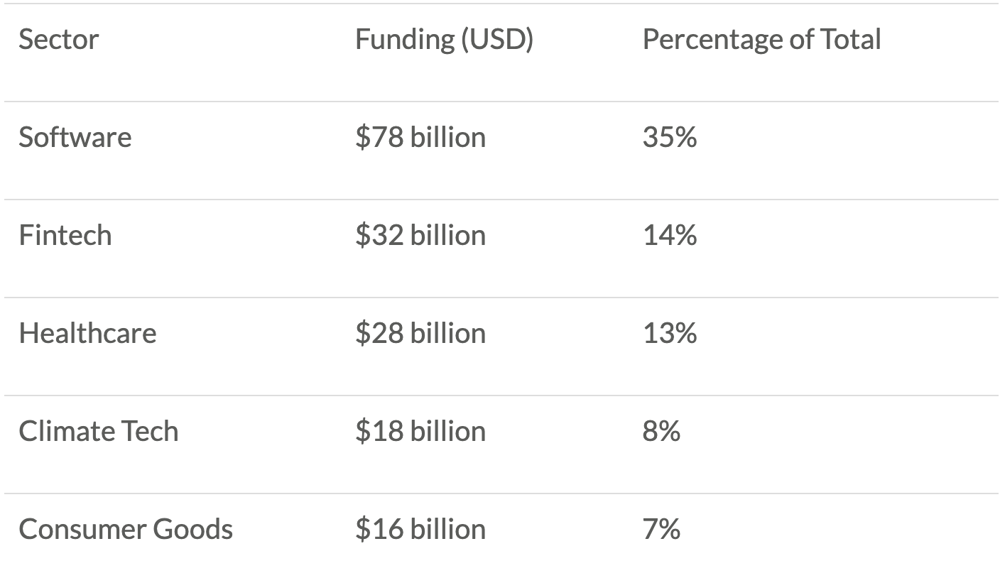 Sector Funding (USD) Percentage of Total
Software $78 billion 35%
Fintech $32 billion 14%
Healthcare $28 billion 13%
Climate Tech $18 billion 8%
Consumer Goods $16 billion 7%